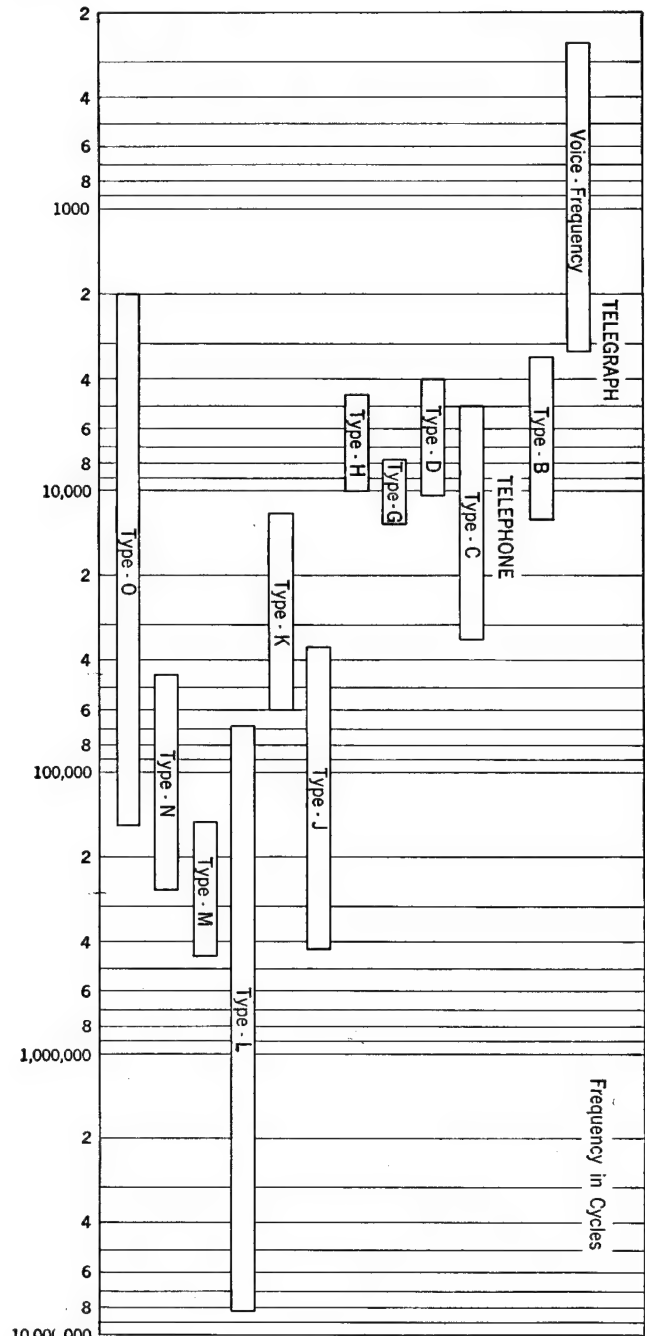 2
4
6
8
1000
2
4
6
8
10,000
2
4
6
8
100,000
2
4
6
8
1,000,000
2
4
6
8
10,000,000
Voice - Frequency
TELEGRAPH
Type - B
TELEPHONE
Type - C
Type - D
Type - G
Type - H
Type - J
Type - K
Type - L
Type - M
Type - N
Type - O
Frequency in Cycles